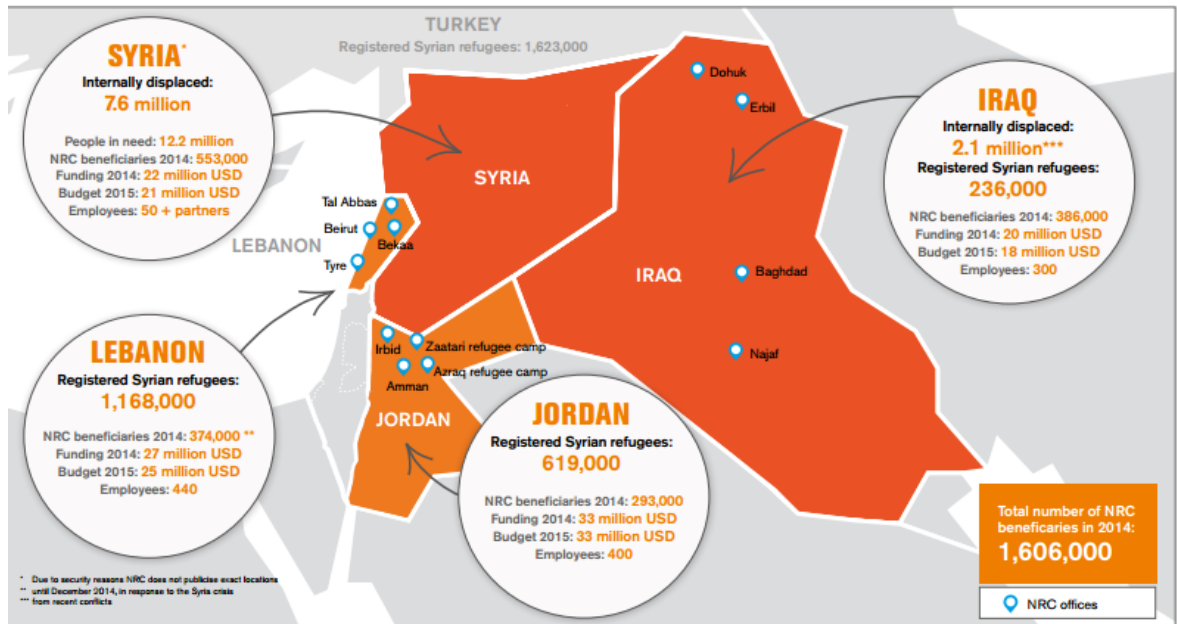 TURKEY
Registered Syrian refugees: 1,623,000
SYRIA*
Internally displaced:
7.6 million
People in need: 12.2 million
NRC beneficiaries 2014: 553,000
Funding 2014: 22 million USD
Budget 2015: 21 million USD
Employees: 50 + partners
IRAQ
Internally displaced:
2.1 million***
Registered Syrian refugees:
236,000
NRC beneficiaries 2014: 386,000
Funding 2014: 20 million USD
Budget 2015: 18 million USD
Employees: 300
Dohuk
Erbil
SYRIA
Tal Abbas
Beirut
Bekaa
LEBANON
Tyre
IRAQ
Baghdad
Najaf
Irbid
Zaatari refugee camp
Azraq refugee camp
Amman
JORDAN
LEBANON
Registered Syrian refugees:
1,168,000
NRC beneficiaries 2014: 374,000 **
Funding 2014: 27 million USD
Budget 2015: 25 million USD
Employees: 440
JORDAN
Registered Syrian refugees:
619,000
NRC beneficiaries 2014: 293,000
Funding 2014: 33 million USD
Budget 2015: 33 million USD
Employees: 400
Total number of NRC
beneficaries in 2014:
1,606,000
NRC offices
* Due to security reasons NRC does not publicise exact locations
** until December 2014, in response to the Syria crisis
*** from recent conflicts